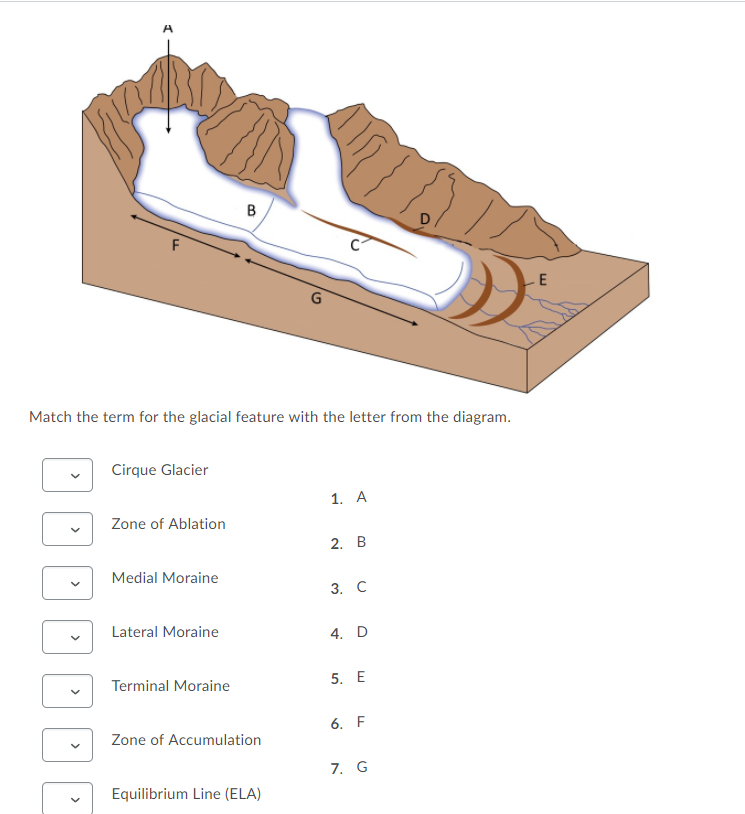 A
B
D
C
F
E
G
Match the term for the glacial feature with the letter from the diagram.
Cirque Glacier
Zone of Ablation
Medial Moraine
Lateral Moraine
Terminal Moraine
Zone of Accumulation
Equilibrium Line (ELA)
1. A
2. B
3. C
4. D
5. E
6. F
7. G